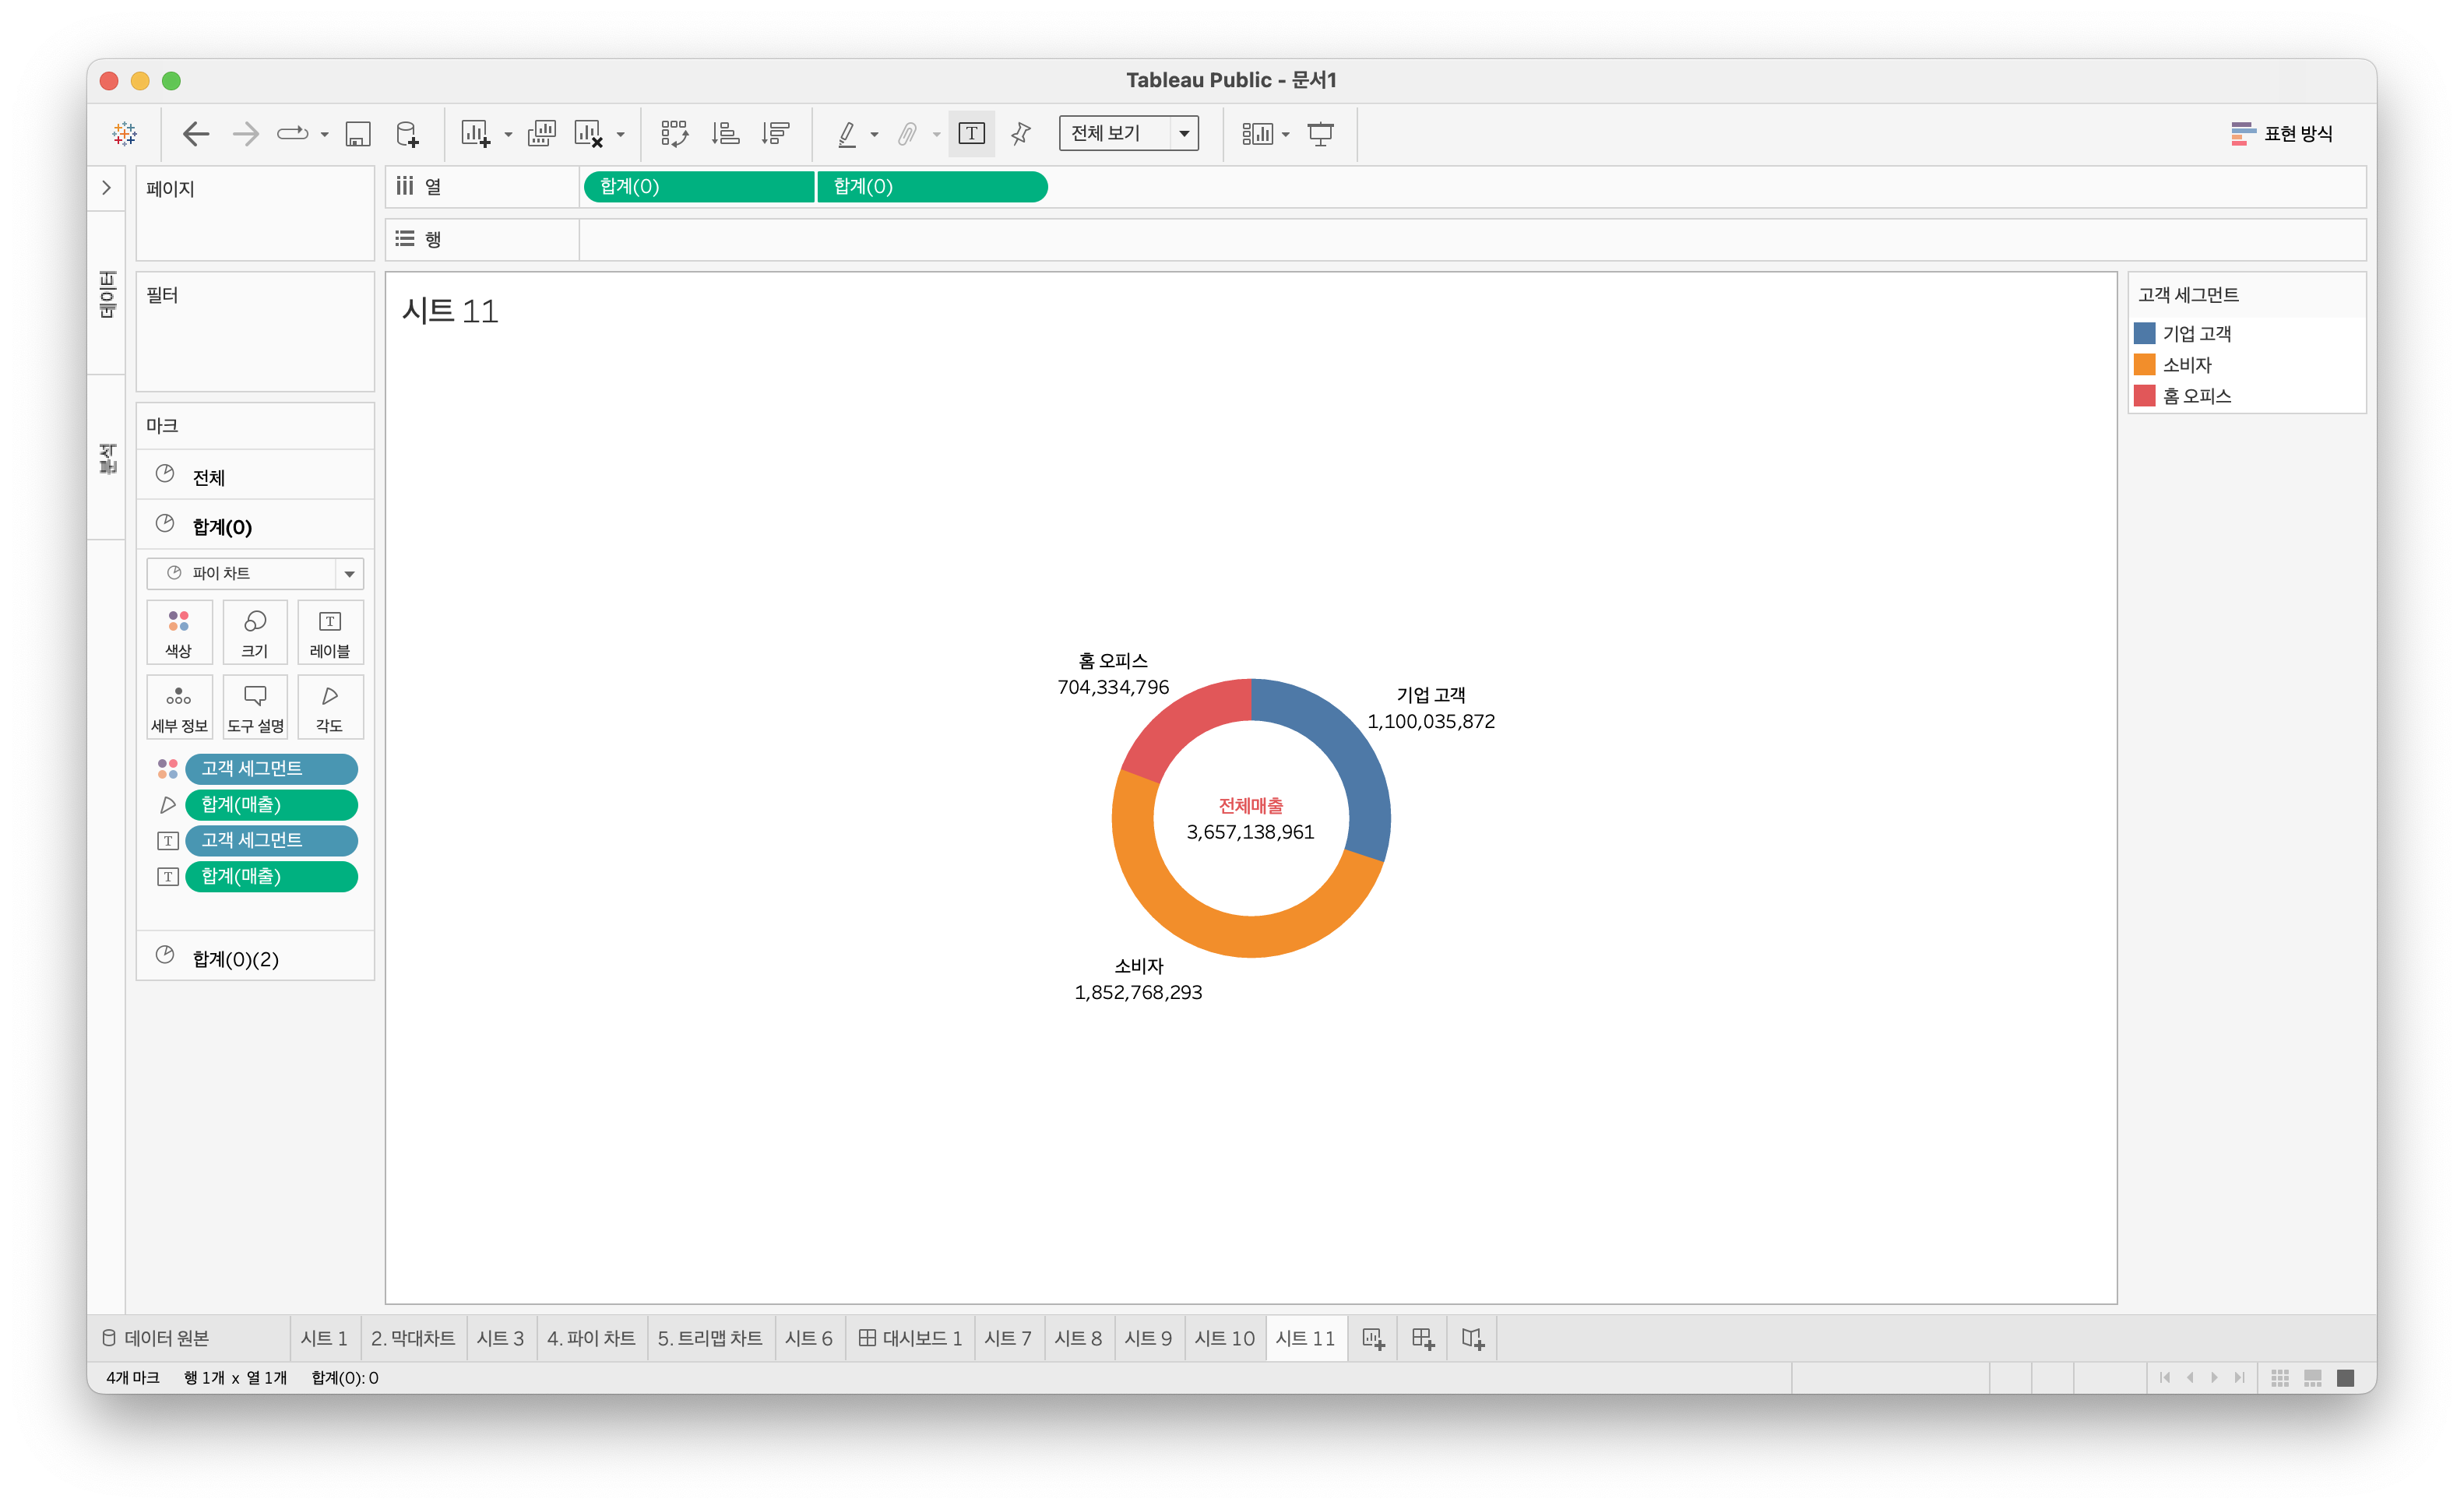 Tableau Public - 문서1
전체 보기
표현 방식
페이지
열
합계(0)
합계(0)
행
데이터
분석
필터
마크
전체
합계(0)
파이 차트
색상
크기
레이블
세부 정보
도구 설명
각도
고객 세그먼트
합계(매출)
고객 세그먼트
합계(매출)
합계(0)(2)
시트 11
홈 오피스
704,334,796
기업 고객
1,100,035,872
전체매출
3,657,138,961
소비자
1,852,768,293
고객 세그먼트
기업 고객
소비자
홈 오피스
데이터 원본
시트 1
2. 막대차트
시트 3
4. 파이 차트
5. 트리맵 차트
시트 6
대시보드 1
시트 7
시트 8
시트 9
시트 10
시트 11
4개 마크
행 1개 x 열 1개
합계(0): 0